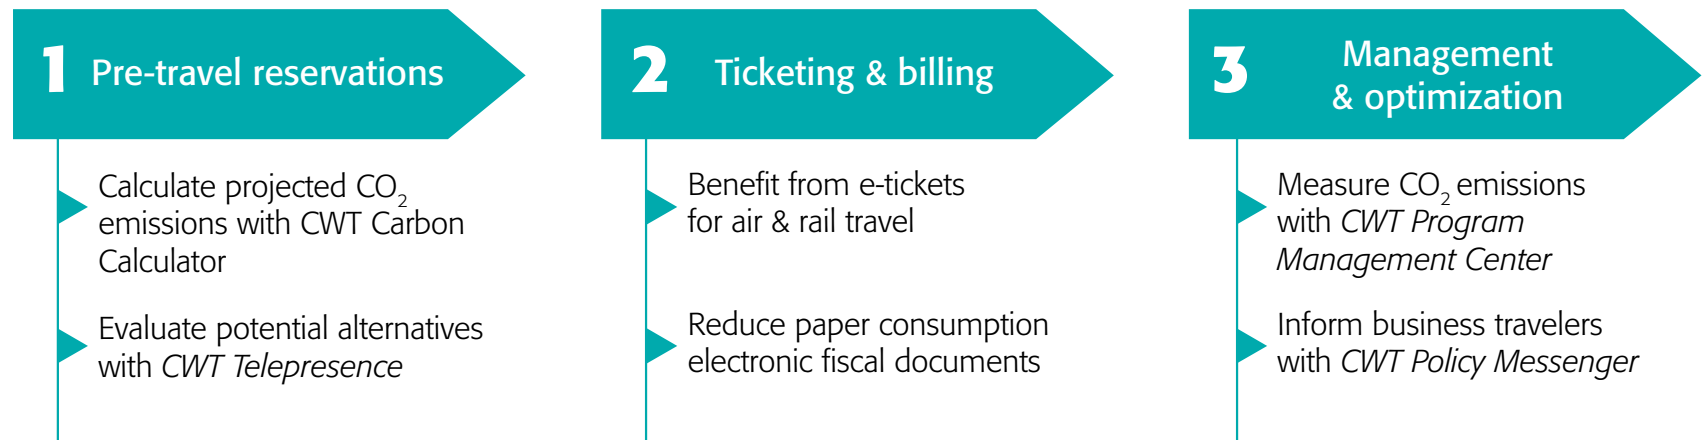 1 Pre-travel reservations
Calculate projected CO₂
emissions with CWT Carbon
Calculator
Evaluate potential alternatives
with CWT Telepresence
2 Ticketing & billing
Benefit from e-tickets
for air & rail travel
Reduce paper consumption
electronic fiscal documents
3 Management
& optimization
Measure CO₂ emissions
with CWT Program
Management Center
Inform business travelers
with CWT Policy Messenger